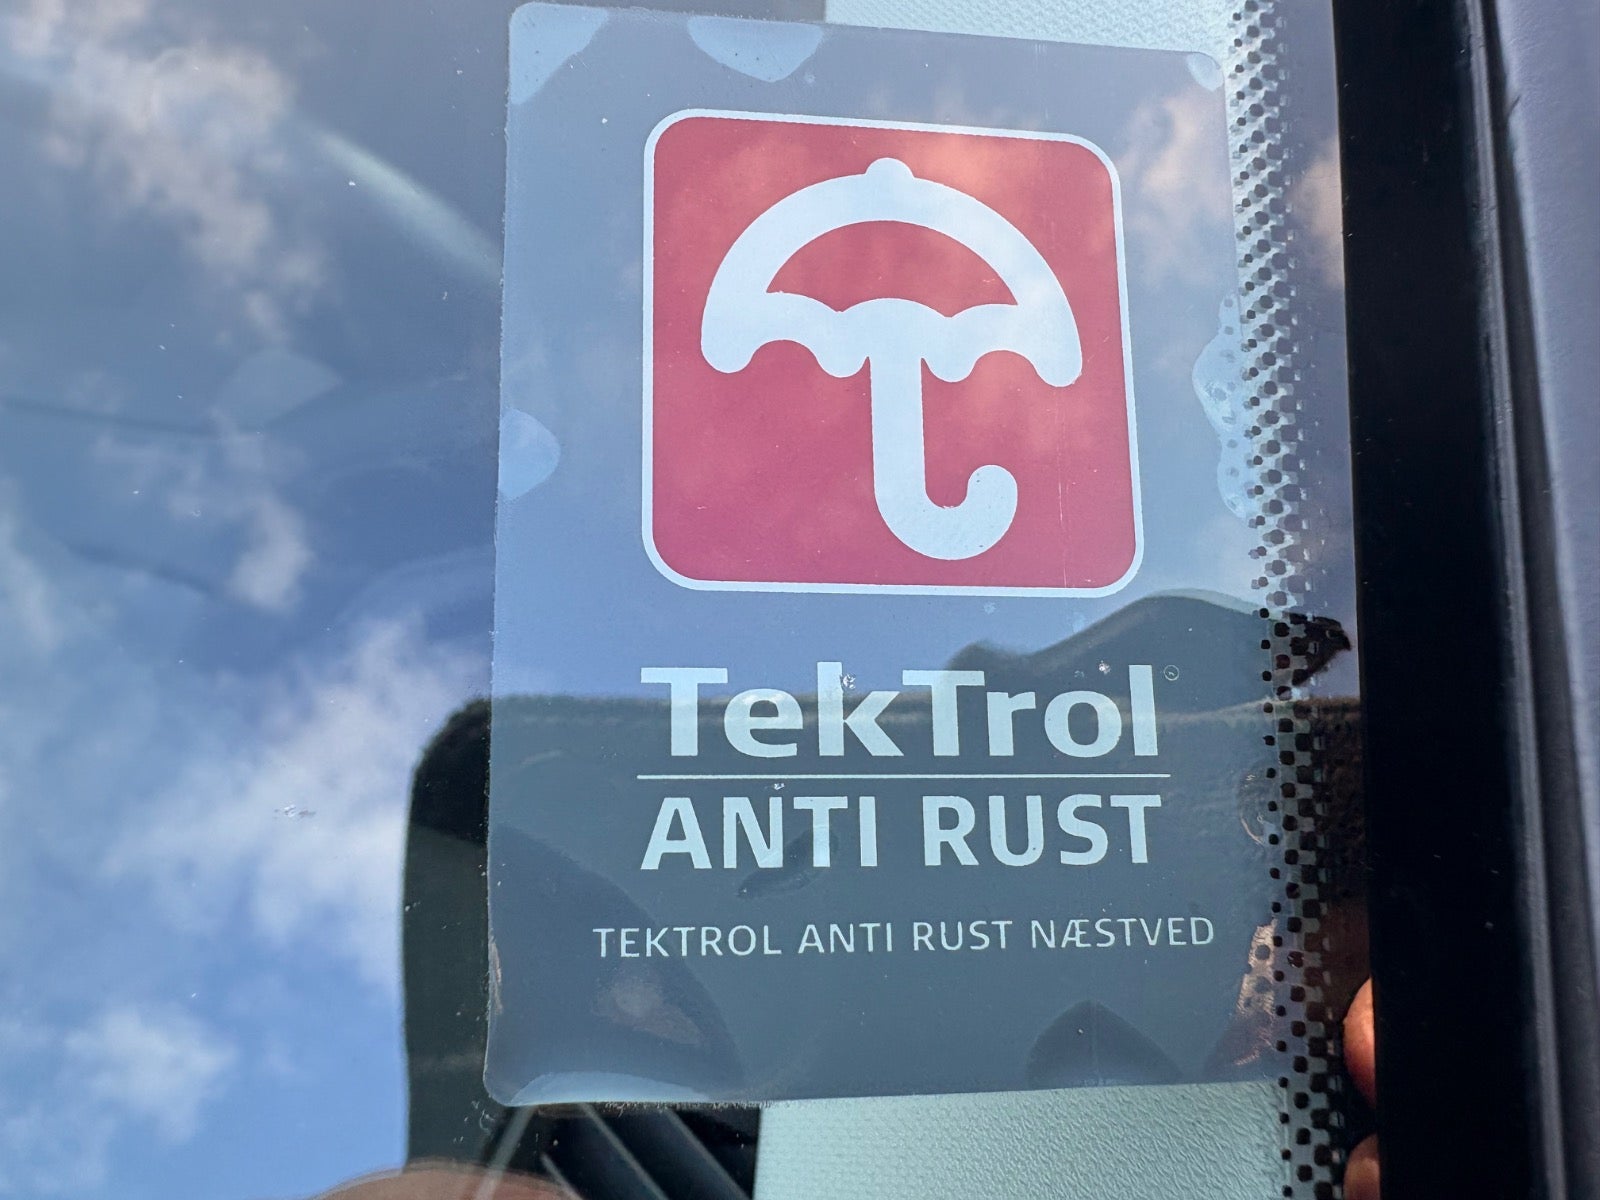 TekTrol
ANTI RUST
TEKTROL ANTI RUST NÆSTVED